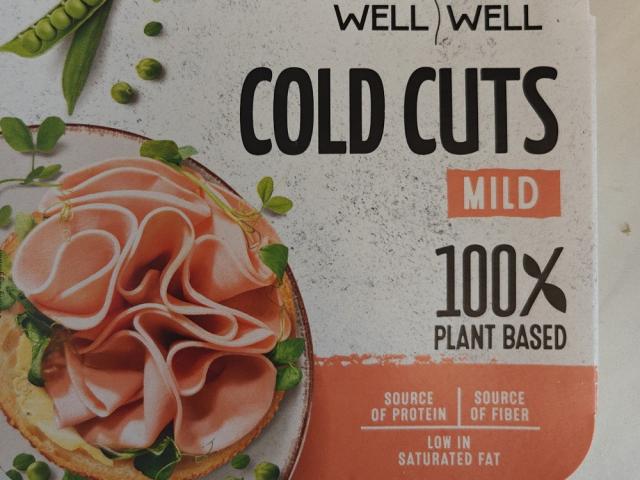 WELL WELL
COLD CUTS
MILD
100%
PLANT BASED
SOURCE
OF PROTEIN
SOURCE
OF FIBER
LOW IN
SATURATED FAT